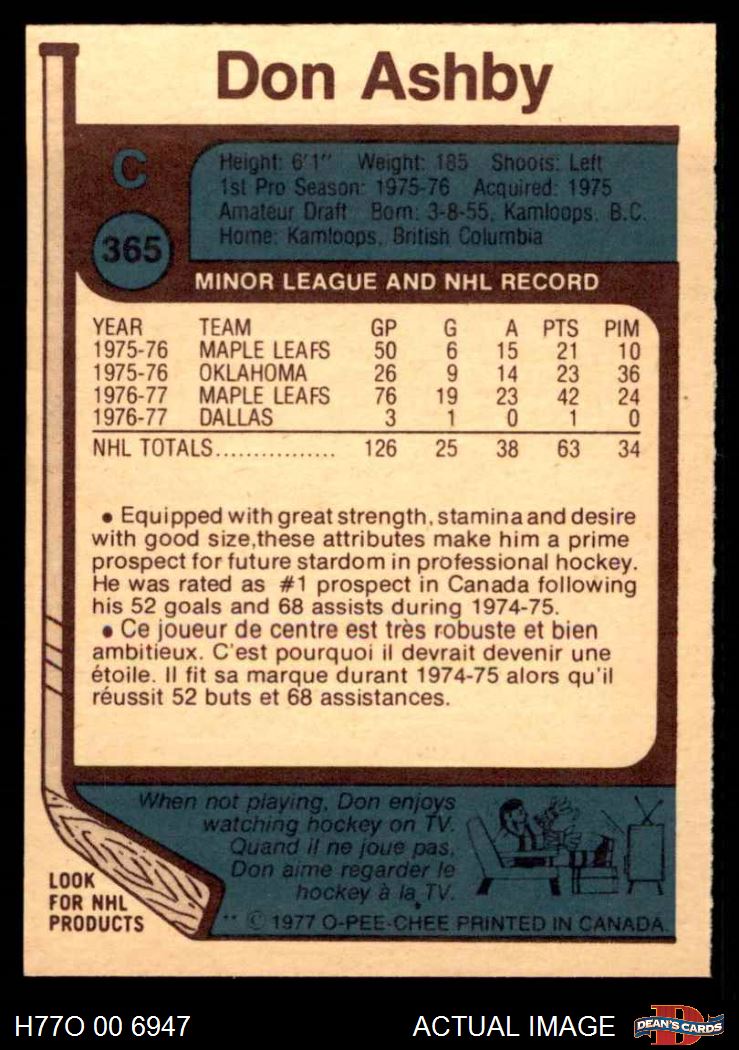 Don Ashby
C
Height: 6'1" Weight: 185 Shoots: Left
1st Pro Season: 1975-76 Acquired: 1975
Amateur Draft Born: 3-8-55, Kamloops, B.C.
Home: Kamloops, British Columbia
365
MINOR LEAGUE AND NHL RECORD
YEAR TEAM GP G A PTS PIM
1975-76 MAPLE LEAFS 50 6 15 21 10
1975-76 OKLAHOMA 26 9 14 23 36
1976-77 MAPLE LEAFS 76 19 23 42 24
1976-77 DALLAS 3 1 0 1 0
NHL TOTALS................ 126 25 38 63 34
• Equipped with great strength, stamina and desire
with good size,these attributes make him a prime
prospect for future stardom in professional hockey.
He was rated as #1 prospect in Canada following
his 52 goals and 68 assists during 1974-75.
• Ce joueur de centre est très robuste et bien
ambitieux. C'est pourquoi il devrait devenir une
étoile. Il fit sa marque durant 1974-75 alors qu'il
réussit 52 buts et 68 assistances.
When not playing, Don enjoys
watching hockey on TV.
Quand il ne joue pas,
Don aime regarder le
hockey à la TV.
LOOK
FOR NHL
PRODUCTS
** © 1977 O-PEE-CHEE PRINTED IN CANADA.
H77O 00 6947 ACTUAL IMAGE
D
DEAN'S CARDS